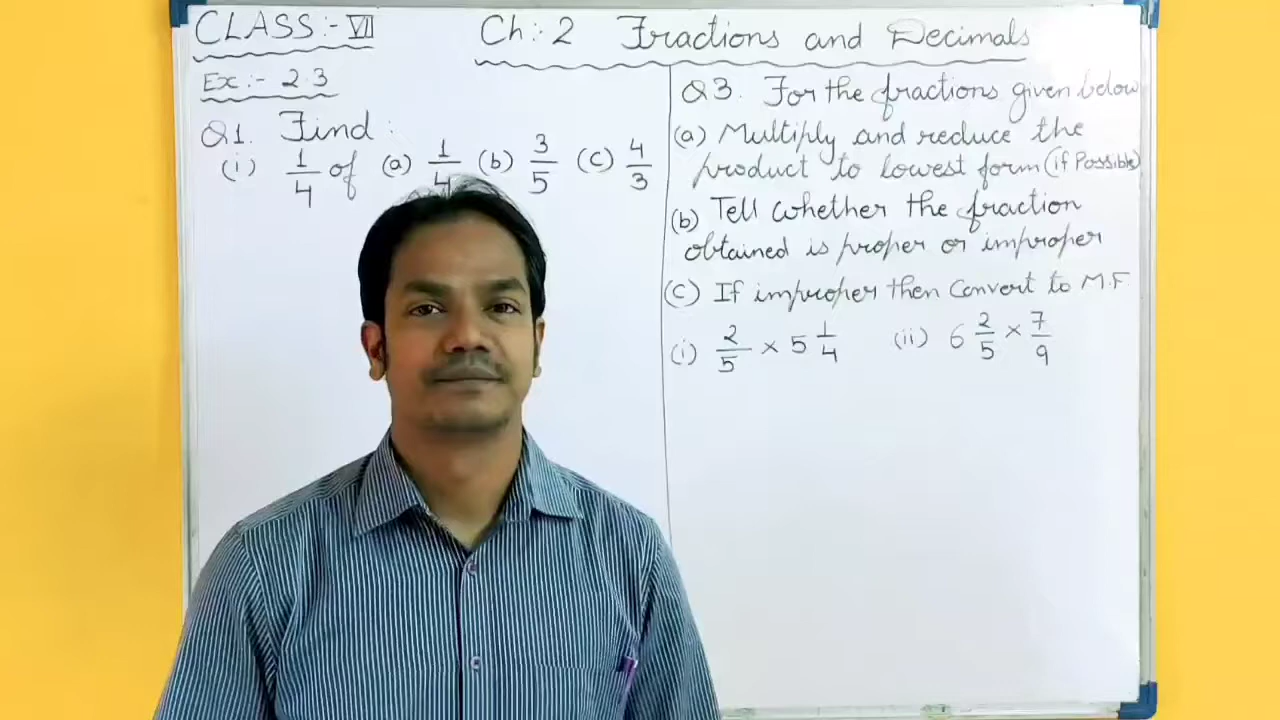 CLASS:- VII
Ch:- 2 Fractions and Decimals
Ex:- 2.3
Q1. Find:
(i) 1/4 of (a) 1/4 (b) 3/5 (c) 4/3
Q3. For the fractions given below
(a) Multiply and reduce the
product to lowest form (if Possible)
(b) Tell whether the fraction
obtained is proper or improper
(c) If improper then Convert to M.F
(i) 2/5 × 5 1/4 (ii) 6 2/5 × 7/9